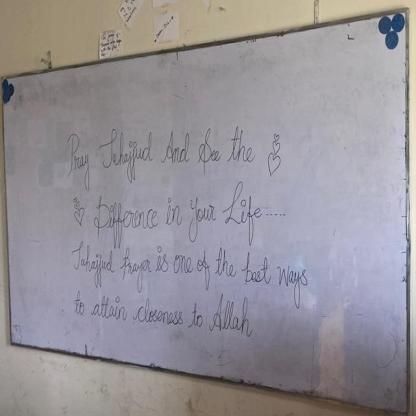 Pray Tahajjud And See the
Difference in Your Life.....
Tahajjud Prayer is one of the best ways
to attain closeness to Allah